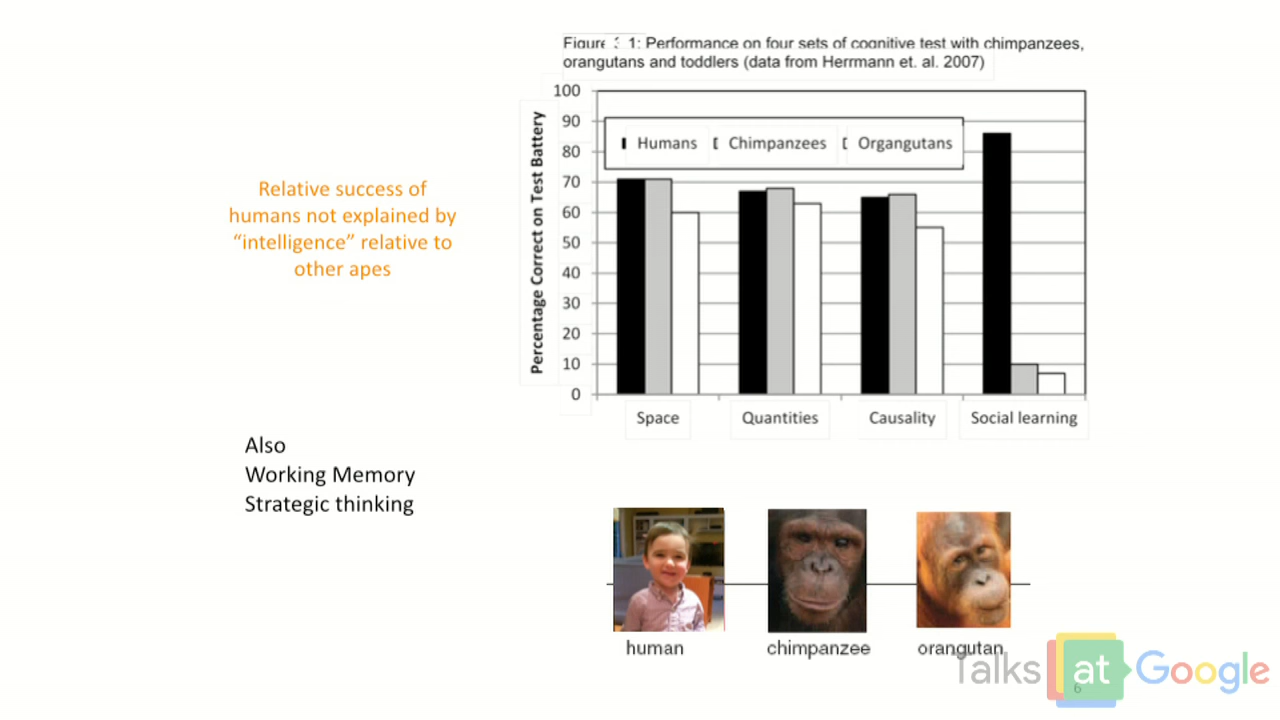 Figure 3.1: Performance on four sets of cognitive test with chimpanzees,
orangutans and toddlers (data from Herrmann et. al. 2007)
Relative success of
humans not explained by
“intelligence” relative to
other apes
Also
Working Memory
Strategic thinking
Percentage Correct on Test Battery
100
90
80
70
60
50
40
30
20
10
0
Humans Chimpanzees Organgutans
Space Quantities Causality Social learning
human chimpanzee orangutan
Talks at Google
6